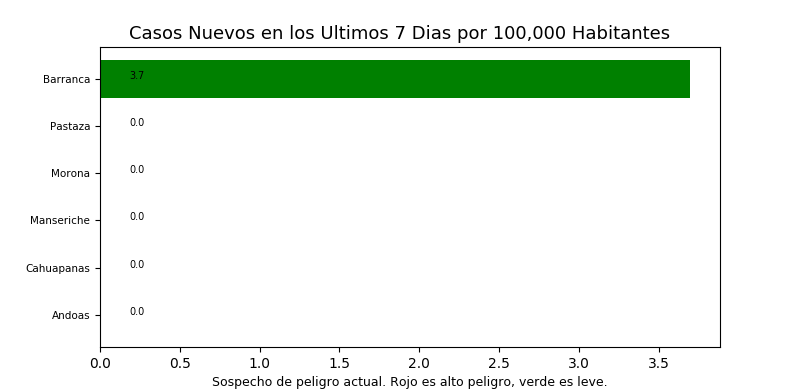 Casos Nuevos en los Ultimos 7 Dias por 100,000 Habitantes
Barranca 3.7
Pastaza 0.0
Morona 0.0
Manseriche 0.0
Cahuapanas 0.0
Andoas 0.0
0.0 0.5 1.0 1.5 2.0 2.5 3.0 3.5
Sospecho de peligro actual. Rojo es alto peligro, verde es leve.